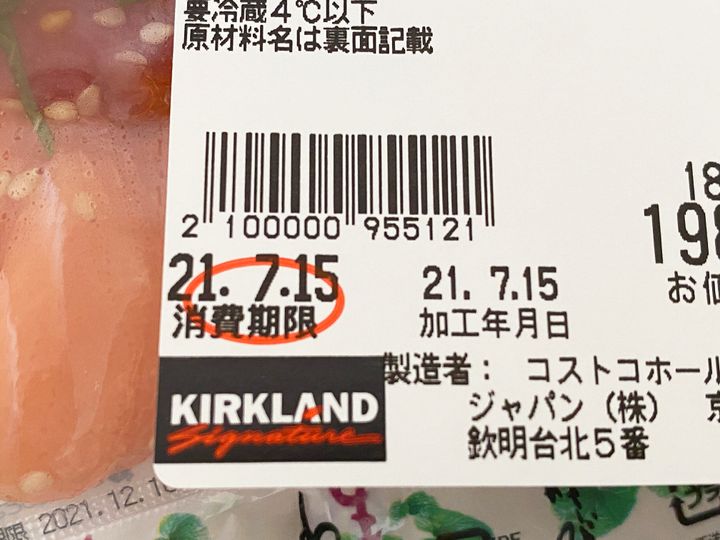 要冷蔵4℃以下
原材料名は裏面記載
2 100000 955121
18
198
お価
21. 7.15
消費期限
21. 7.15
加工年月日
製造者： コストコホール
ジャパン（株） 京
欽明台北5番
KIRKLAND
Signature
限 2021.12.1